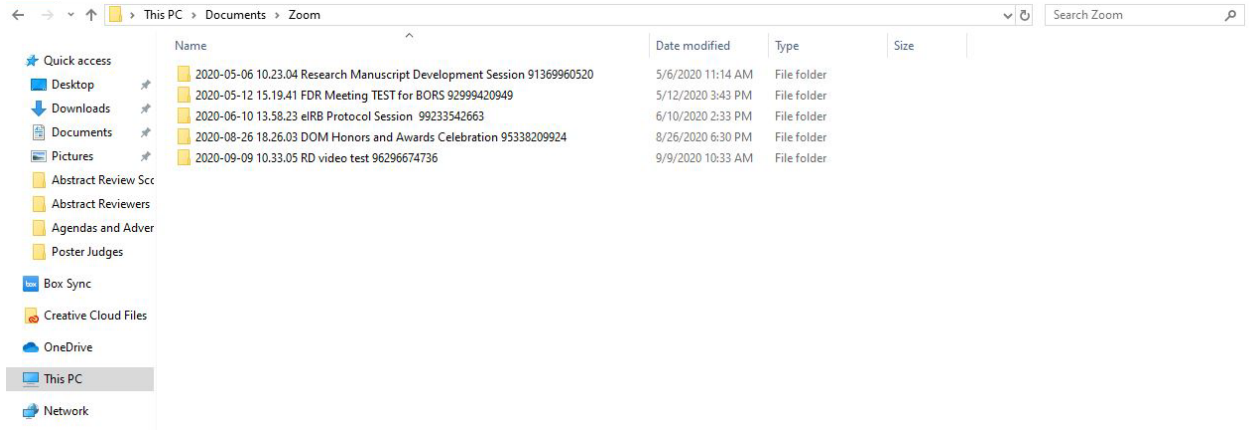 This PC > Documents > Zoom
Search Zoom
Name Date modified Type Size
Quick access
Desktop
Downloads
Documents
Pictures
Abstract Review Sco
Abstract Reviewers
Agendas and Adver
Poster Judges
box Box Sync
Creative Cloud Files
OneDrive
This PC
Network
2020-05-06 10.23.04 Research Manuscript Development Session 91369960520 5/6/2020 11:14 AM File folder
2020-05-12 15.19.41 FDR Meeting TEST for BORS 92999420949 5/12/2020 3:43 PM File folder
2020-06-10 13.58.23 eIRB Protocol Session  99233542663 6/10/2020 2:33 PM File folder
2020-08-26 18.26.03 DOM Honors and Awards Celebration 95338209924 8/26/2020 6:30 PM File folder
2020-09-09 10.33.05 RD video test 96296674736 9/9/2020 10:33 AM File folder